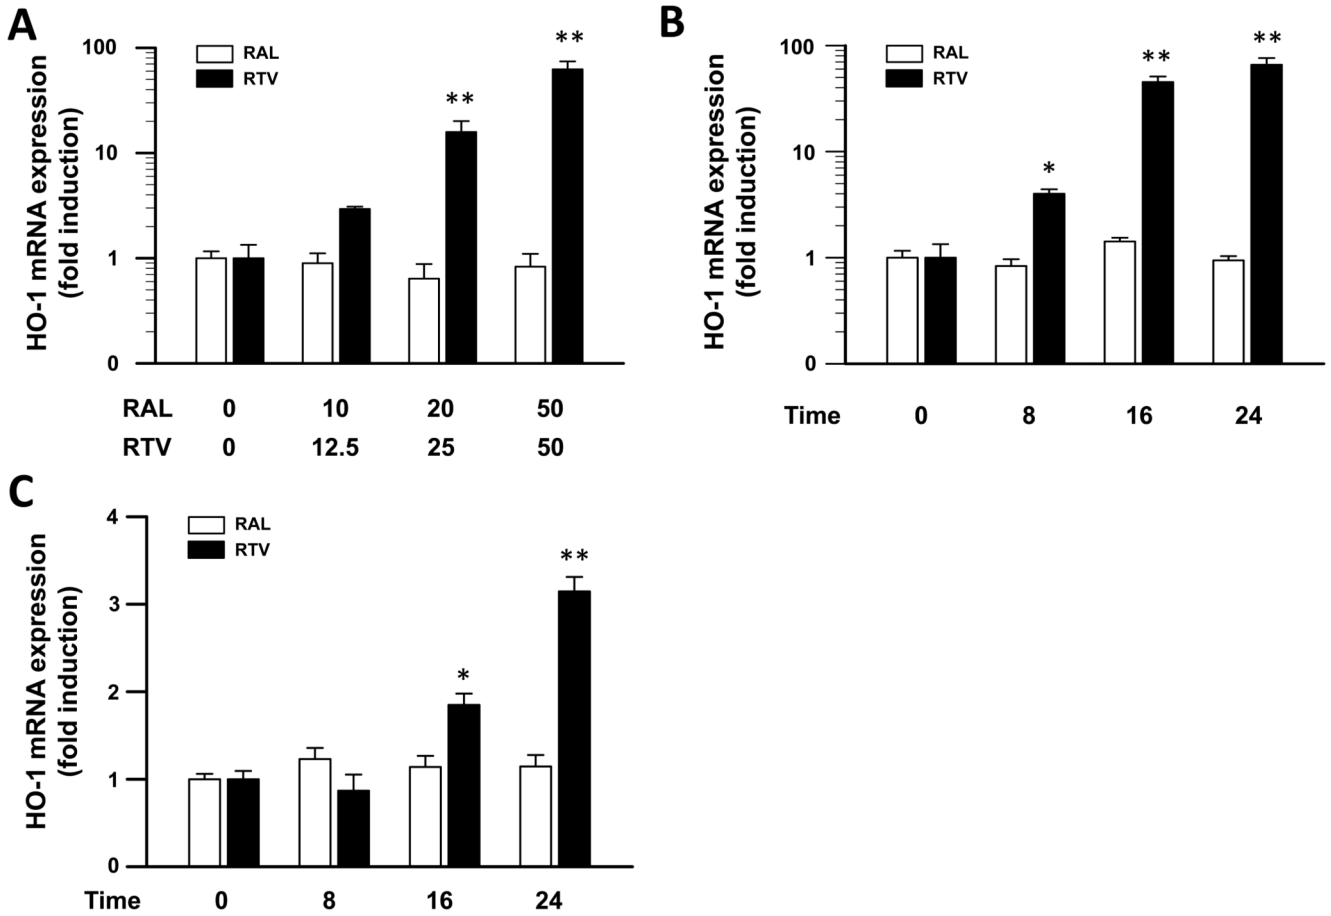 A
HO-1 mRNA expression
(fold induction)
100
10
1
0
RAL
RTV
**
**
RAL 0 10 20 50
RTV 0 12.5 25 50
B
HO-1 mRNA expression
(fold induction)
100
10
1
0
RAL
RTV
*
**
**
Time 0 8 16 24
C
HO-1 mRNA expression
(fold induction)
4
3
2
1
0
RAL
RTV
*
**
Time 0 8 16 24